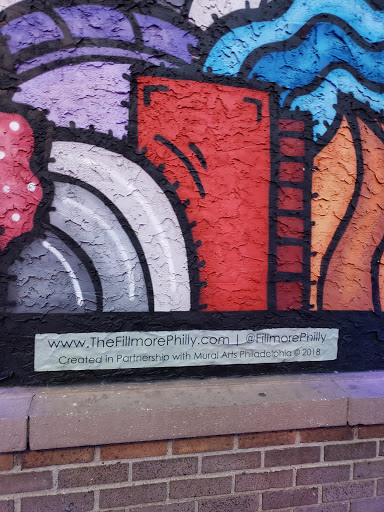 www.TheFillmorePhilly.com | @FillmorePhilly
Created in Partnership with Mural Arts Philadelphia © 2018